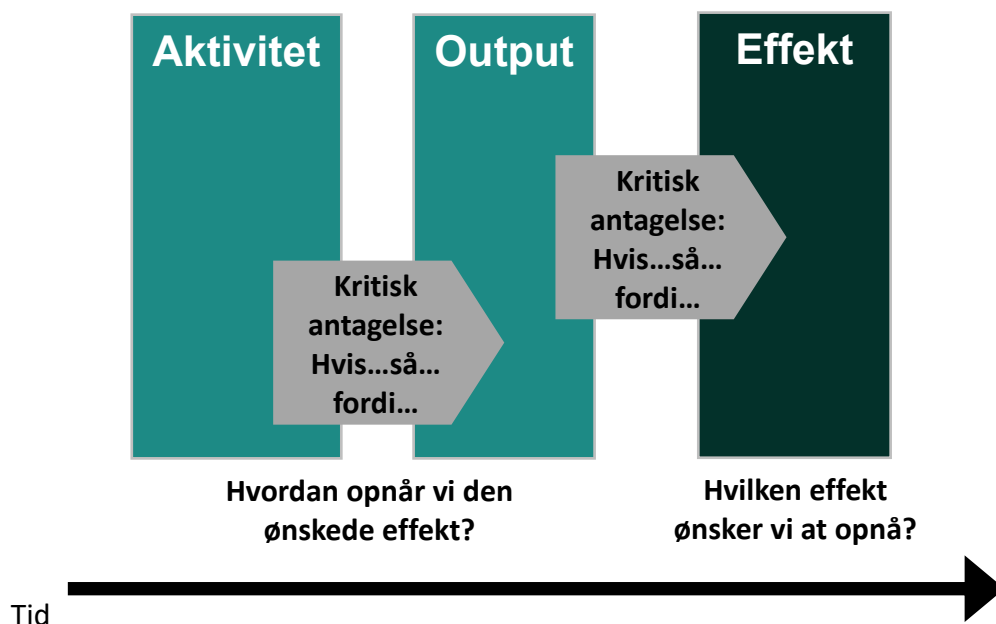 Aktivitet
Output
Effekt
Kritisk
antagelse:
Hvis…så…
fordi…
Kritisk
antagelse:
Hvis…så…
fordi…
Hvordan opnår vi den
ønskede effekt?
Hvilken effekt
ønsker vi at opnå?
Tid